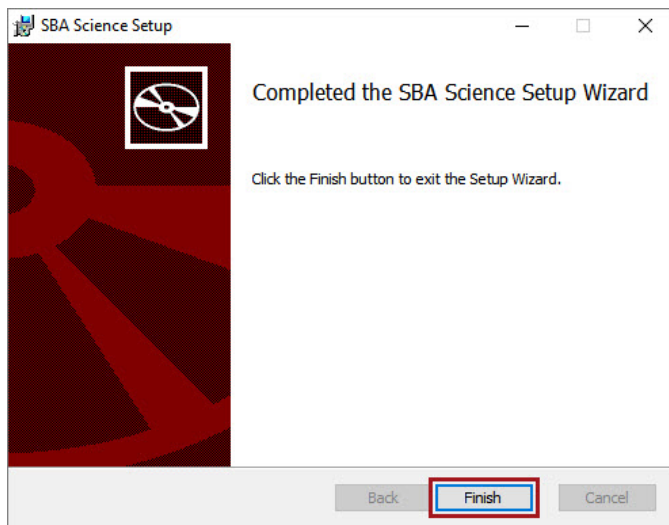 SBA Science Setup
Completed the SBA Science Setup Wizard
Click the Finish button to exit the Setup Wizard.
Back Finish Cancel